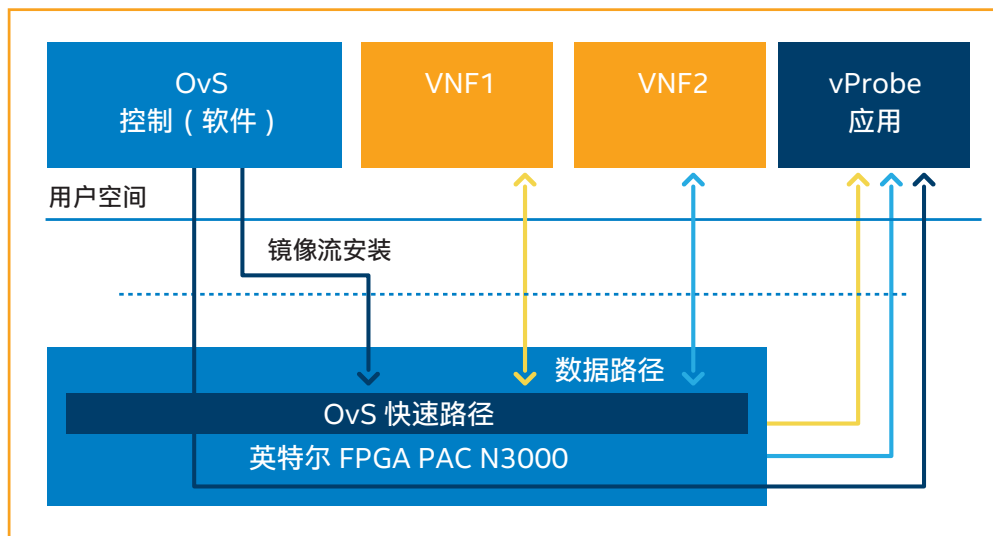 OvS
控制（软件）
VNF1
VNF2
vProbe
应用
用户空间
镜像流安装
数据路径
OvS 快速路径
英特尔 FPGA PAC N3000